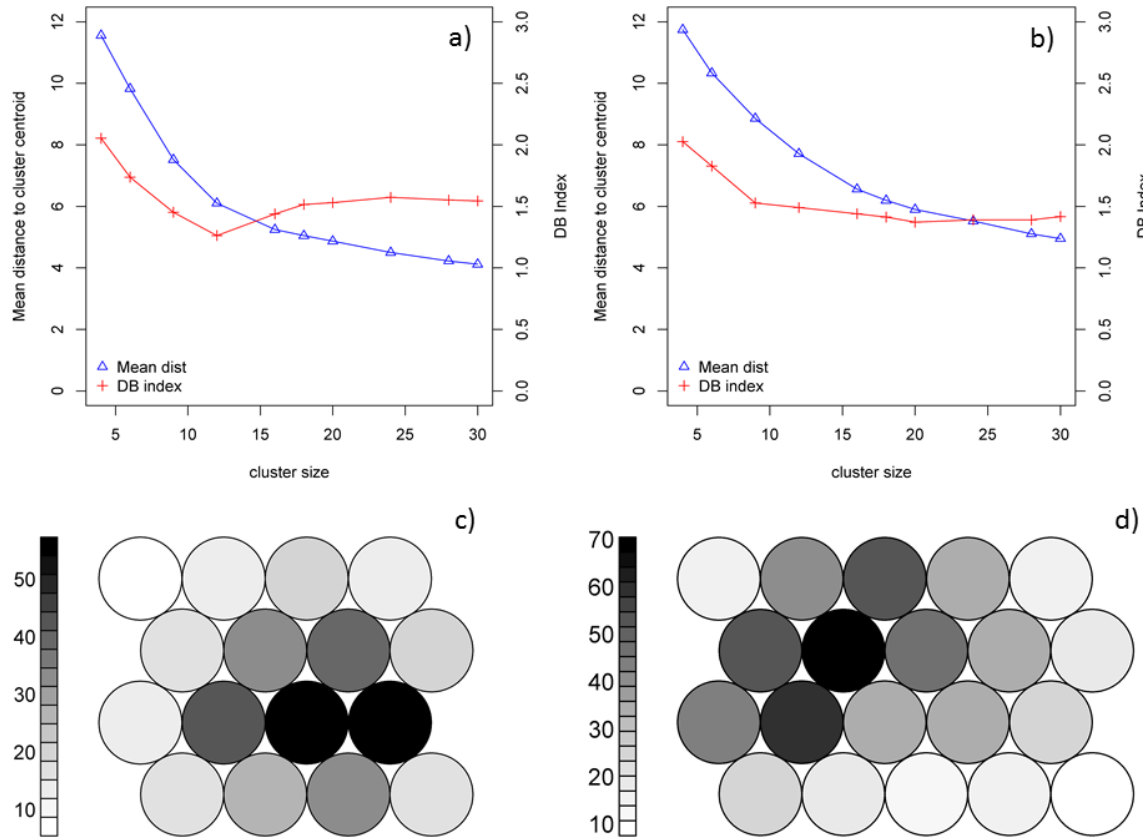 a)
12
10
8
6
4
2
0
Mean distance to cluster centroid
3.0
2.5
2.0
1.5
1.0
0.5
0.0
DB Index
Mean dist
DB index
5 10 15 20 25 30
cluster size
b)
12
10
8
6
4
2
0
Mean distance to cluster centroid
3.0
2.5
2.0
1.5
1.0
0.5
0.0
DB Index
Mean dist
DB index
5 10 15 20 25 30
cluster size
c)
50
40
30
20
10
d)
70
60
50
40
30
20
10